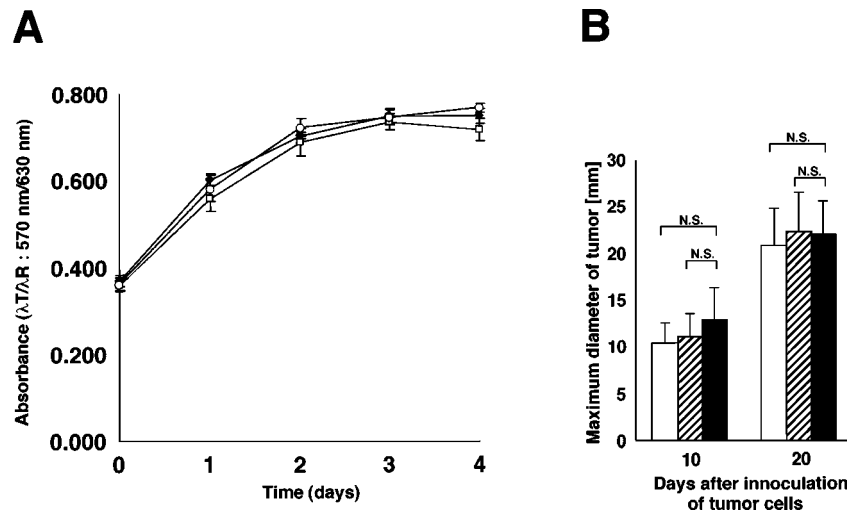 A
B
0.800
0.600
0.400
0.200
0.000
Absorbance (λT/λR : 570 nm/630 nm)
0 1 2 3 4
Time (days)
30
25
20
15
10
5
0
Maximum diameter of tumor [mm]
N.S.
N.S.
N.S.
N.S.
10 20
Days after innoculation
of tumor cells